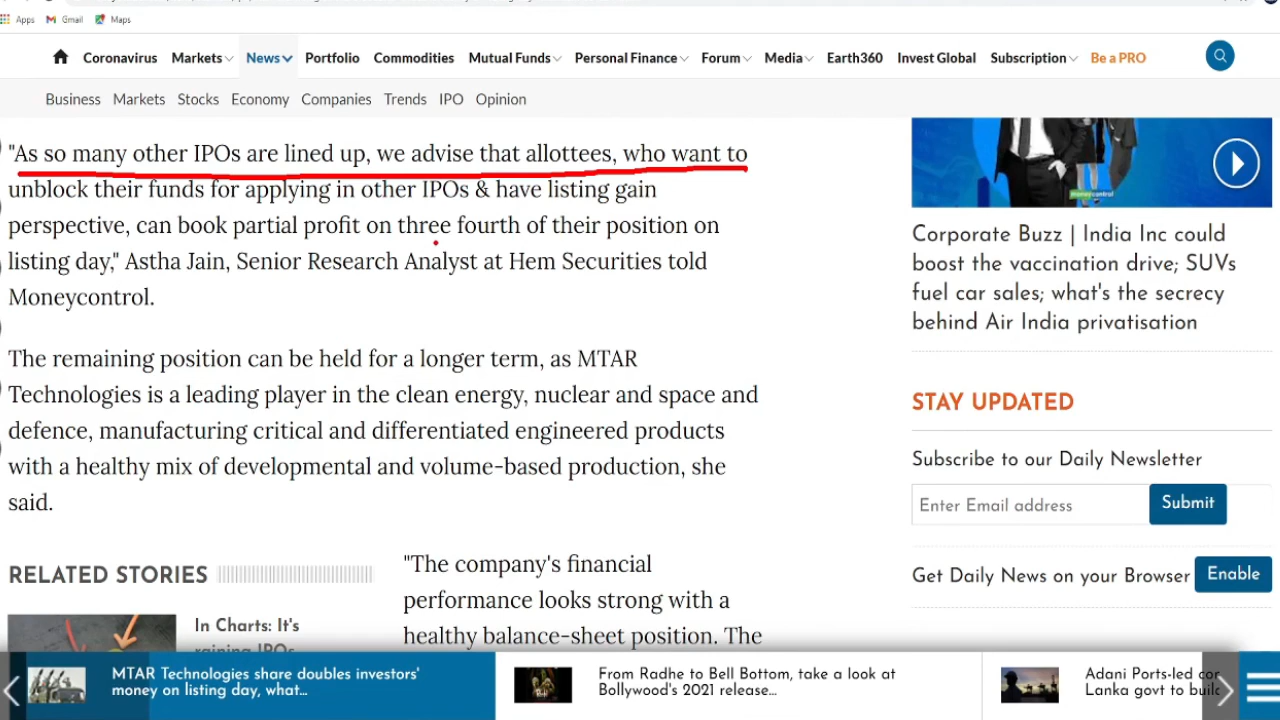 Apps Gmail Maps
Coronavirus Markets News Portfolio Commodities Mutual Funds Personal Finance Forum Media Earth360 Invest Global Subscription Be a PRO
Business Markets Stocks Economy Companies Trends IPO Opinion
"As so many other IPOs are lined up, we advise that allottees, who want to
unblock their funds for applying in other IPOs & have listing gain
perspective, can book partial profit on three fourth of their position on
listing day," Astha Jain, Senior Research Analyst at Hem Securities told
Moneycontrol.
The remaining position can be held for a longer term, as MTAR
Technologies is a leading player in the clean energy, nuclear and space and
defence, manufacturing critical and differentiated engineered products
with a healthy mix of developmental and volume-based production, she
said.
RELATED STORIES
In Charts: It's
raining IPOs
"The company's financial
performance looks strong with a
healthy balance-sheet position. The
moneycontrol
Corporate Buzz | India Inc could
boost the vaccination drive; SUVs
fuel car sales; what's the secrecy
behind Air India privatisation
STAY UPDATED
Subscribe to our Daily Newsletter
Enter Email address Submit
Get Daily News on your Browser Enable
MTAR Technologies share doubles investors'
money on listing day, what...
From Radhe to Bell Bottom, take a look at
Bollywood's 2021 release...
Adani Ports-led
Lanka govt to